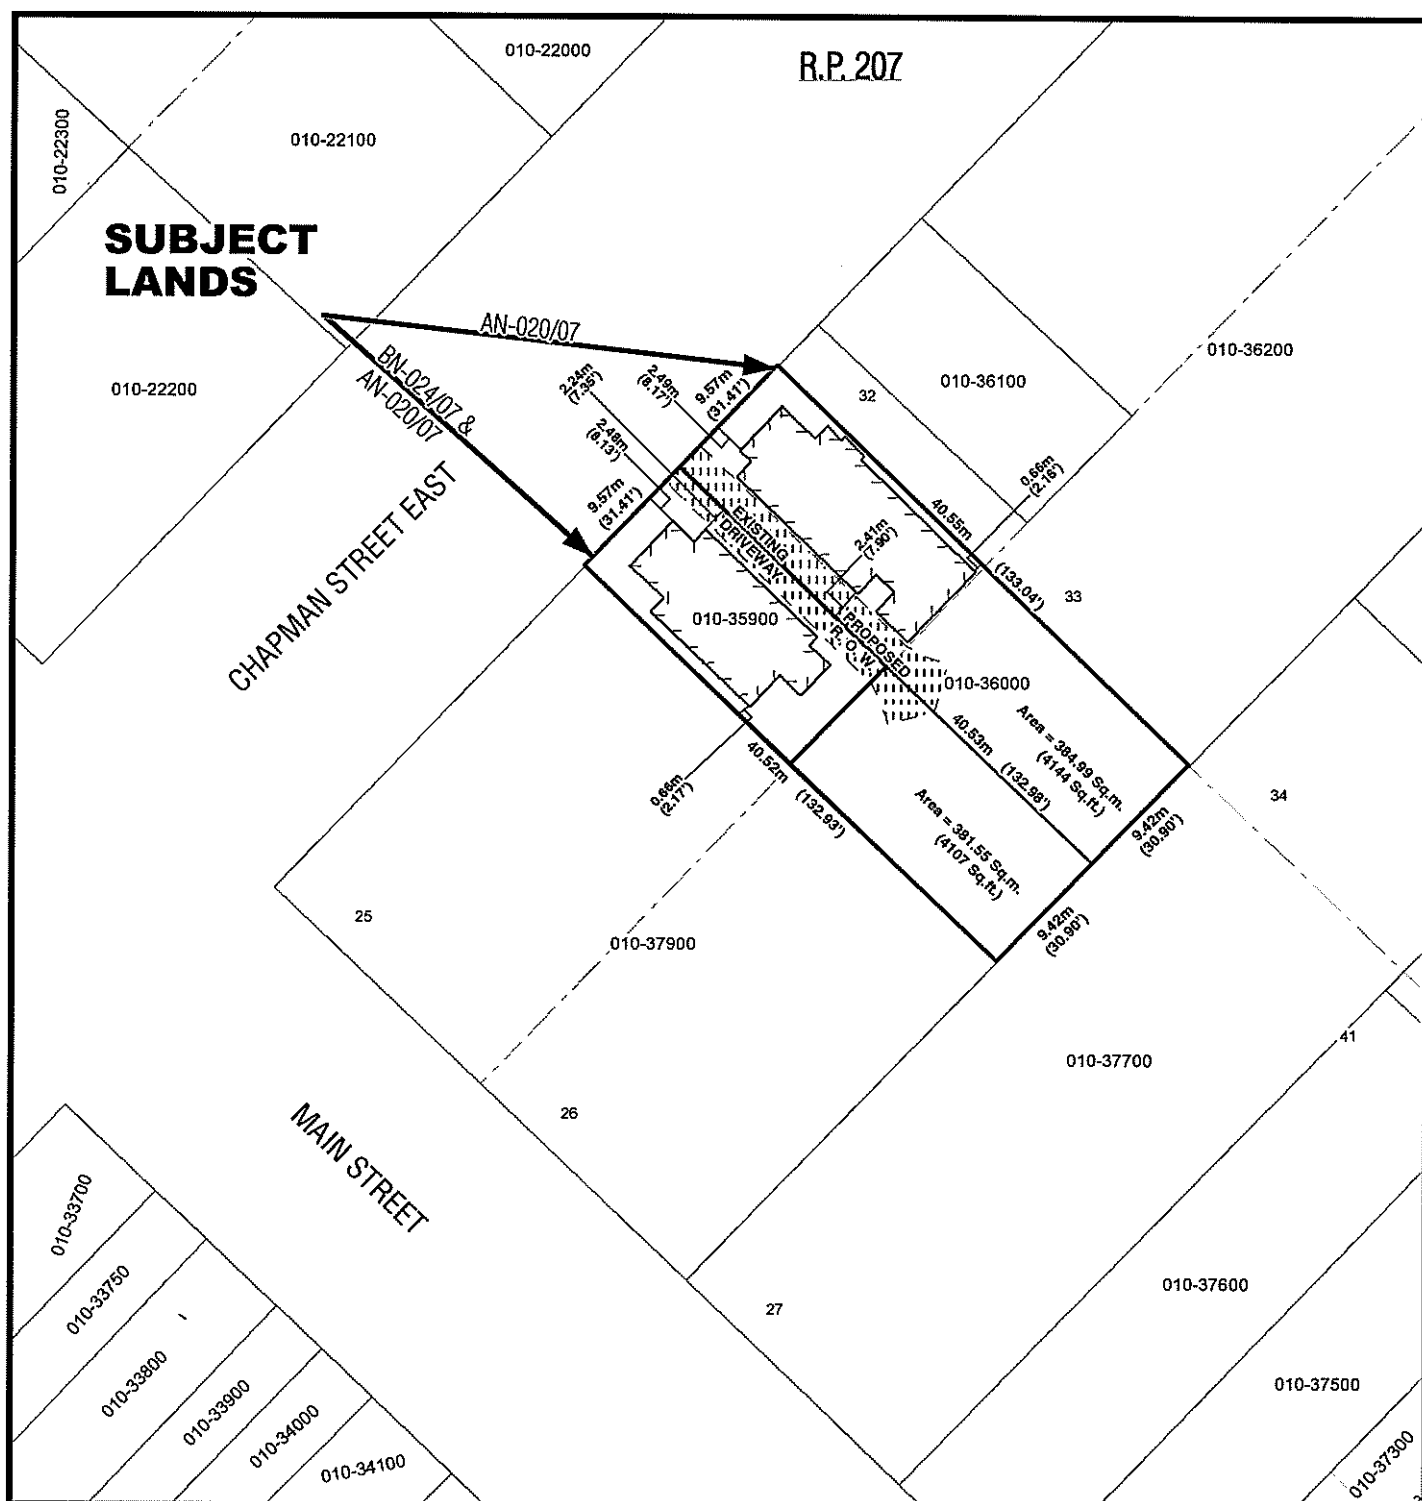 010-22000
R.P. 207
010-22300
010-22100
SUBJECT
LANDS
AN-020/07
BN-024/07 &
AN-020/07
010-22200
010-36200
010-36100
32
2.24m
(7.35')
2.49m
(8.17')
9.57m
(31.41')
2.48m
(8.13')
9.57m
(31.41')
0.66m
(2.16')
CHAPMAN STREET EAST
EXISTING
DRIVEWAY
2.41m
(7.90')
40.55m
(133.04')
33
010-35900
PROPOSED
R. O. W.
010-36000
40.53m
(132.98')
Area = 384.99 Sq.m.
(4144 Sq.ft.)
0.66m
(2.17')
40.52m
(132.93')
Area = 381.55 Sq.m.
(4107 Sq.ft.)
34
9.42m
(30.90')
9.42m
(30.90')
25
010-37900
010-37700
41
26
MAIN STREET
010-33700
010-33750
27
010-37600
010-33800
010-33900
010-34000
010-34100
010-37500
010-37300